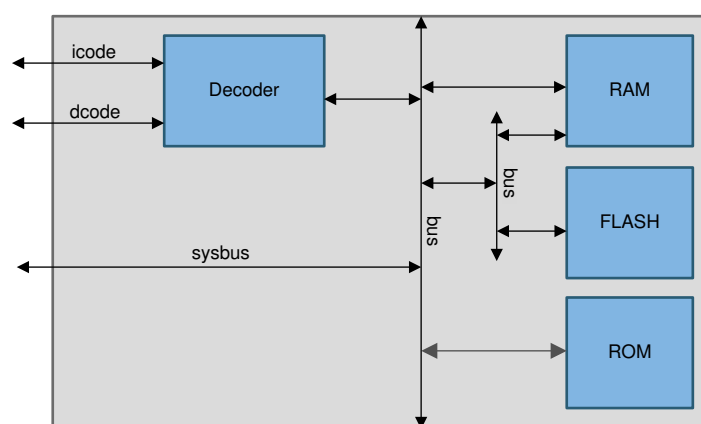 icode
Decoder
RAM
dcode
bus
FLASH
bus
sysbus
ROM